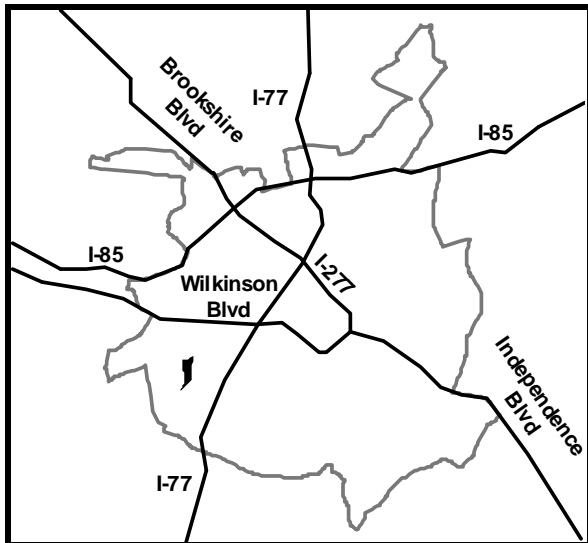 I-77
Brookshire
Blvd
I-85
I-85
I-277
Wilkinson
Blvd
Independence
Blvd
I-77